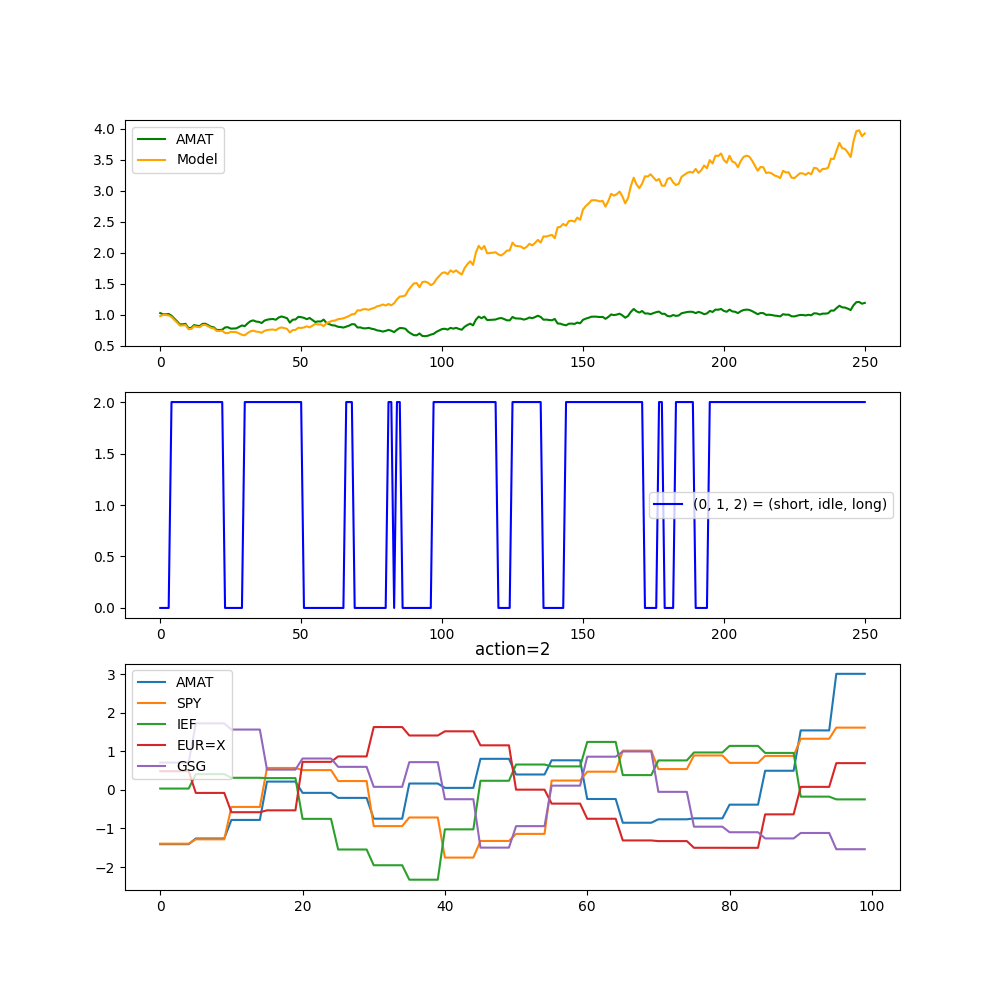 4.0
3.5
3.0
2.5
2.0
1.5
1.0
0.5
AMAT
Model
0 50 100 150 200 250
2.0
1.5
1.0
0.5
0.0
(0, 1, 2) = (short, idle, long)
0 50 100 150 200 250
action=2
3
2
1
0
−1
−2
AMAT
SPY
IEF
EUR=X
GSG
0 20 40 60 80 100